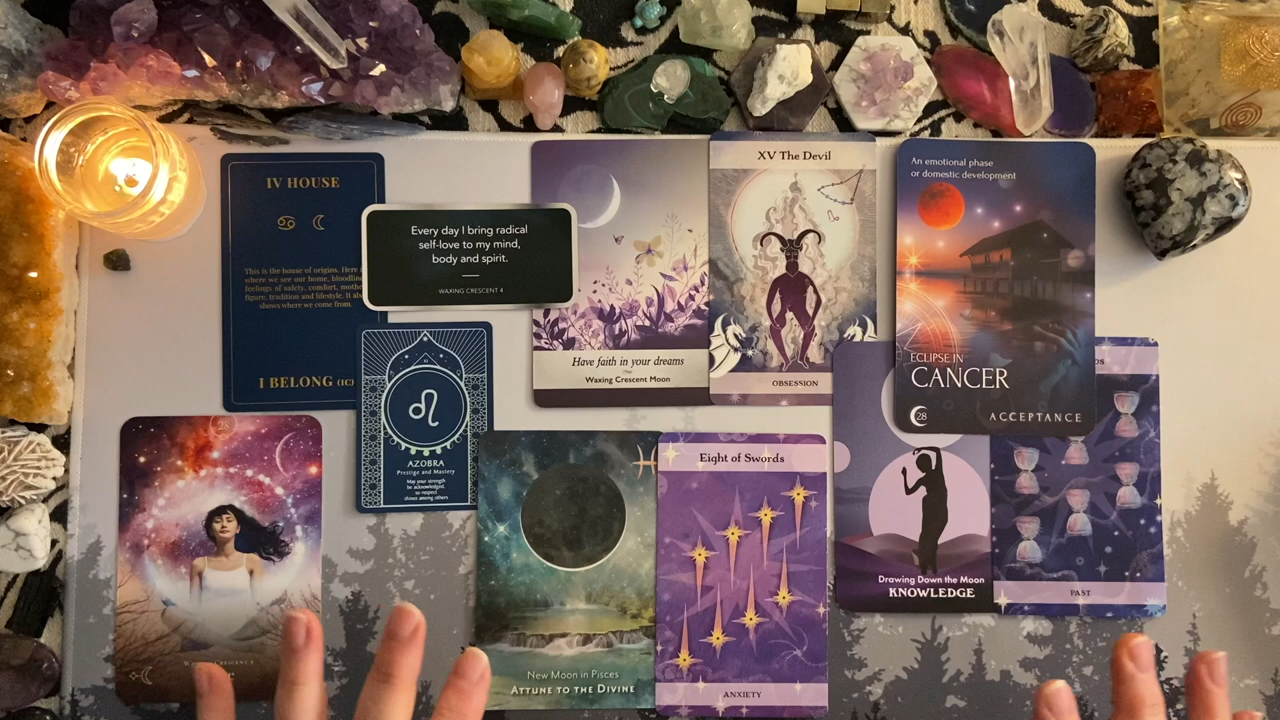 IV HOUSE
This is the house of origins. Here
where we see our home, bloodlin
feelings of safety, comfort, mothe
figure, tradition and lifestyle. It als
shows where we come from.
I BELONG (IC)
Every day I bring radical
self-love to my mind,
body and spirit.
WAXING CRESCENT 4
Have faith in your dreams
Waxing Crescent Moon
XV The Devil
OBSESSION
An emotional phase
or domestic development
ECLIPSE IN
CANCER
28
ACCEPTANCE
AZOBRA
Prestige and Mastery
May your strength
be acknowledged,
so respect
shows among others
28
New Moon in Pisces
ATTUNE TO THE DIVINE
Eight of Swords
ANXIETY
Drawing Down the Moon
KNOWLEDGE
PAST